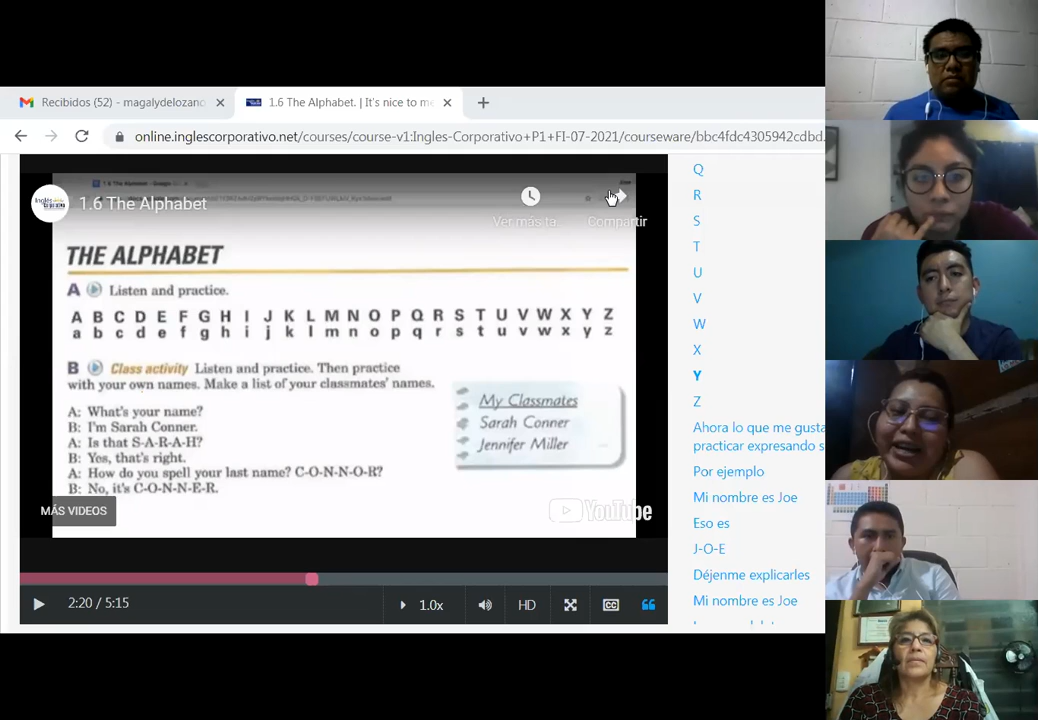 Recibidos (52) - magalydelozano
1.6 The Alphabet. | It's nice to me
online.inglescorporativo.net/courses/course-v1:Ingles-Corporativo+P1+FI-07-2021/courseware/bbc4fdc4305942cdbd.
1.6 The Alphabet
Ver más ta
Compartir
THE ALPHABET
A Listen and practice.
A B C D E F G H I J K L M N O P Q R S T U V W X Y Z
a b c d e f g h i j k l m n o p q r s t u v w x y z
B Class activity Listen and practice. Then practice
with your own names. Make a list of your classmates' names.
A: What's your name?
B: I'm Sarah Conner.
A: Is that S-A-R-A-H?
B: Yes, that's right.
A: How do you spell your last name? C-O-N-N-O-R?
B: No, it's C-O-N-N-E-R.
My Classmates
Sarah Conner
Jennifer Miller
MÁS VIDEOS
YouTube
2:20 / 5:15
1.0x
HD
CC
Q
R
S
T
U
V
W
X
Y
Z
Ahora lo que me gusta
practicar expresando s
Por ejemplo
Mi nombre es Joe
Eso es
J-O-E
Déjenme explicarles
Mi nombre es Joe